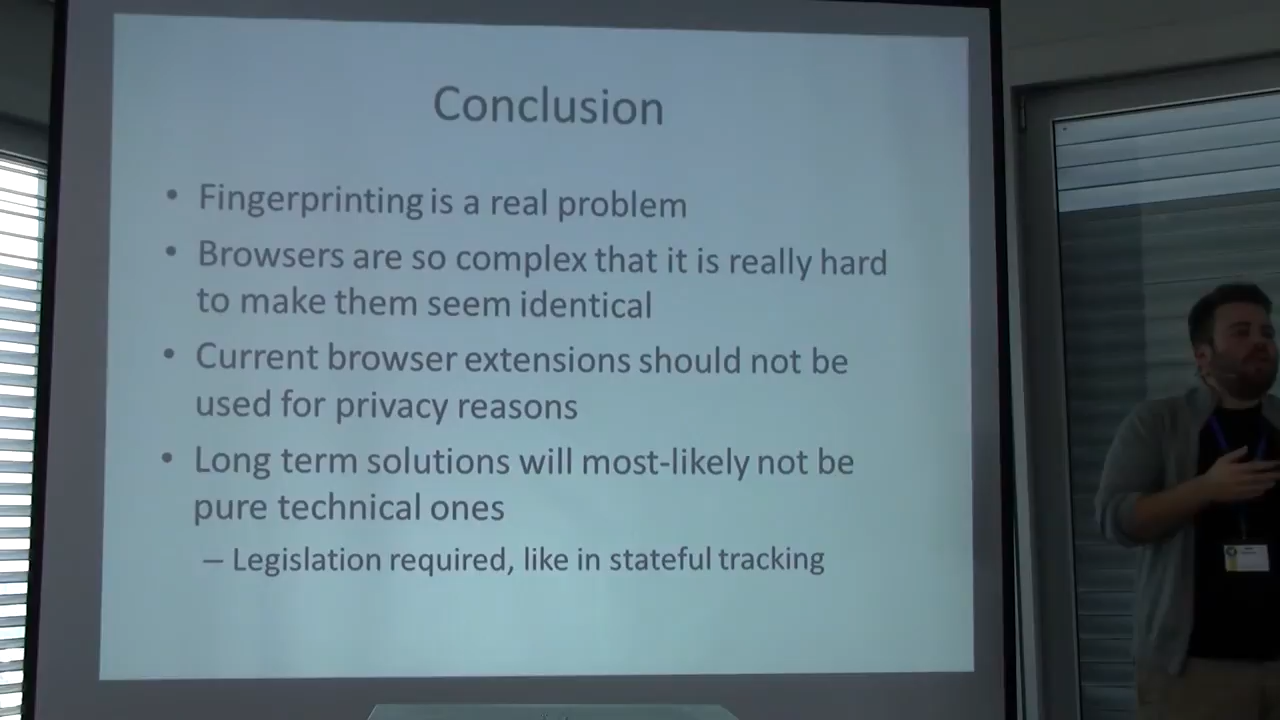 Conclusion
• Fingerprinting is a real problem
• Browsers are so complex that it is really hard
to make them seem identical
• Current browser extensions should not be
used for privacy reasons
• Long term solutions will most-likely not be
pure technical ones
– Legislation required, like in stateful tracking